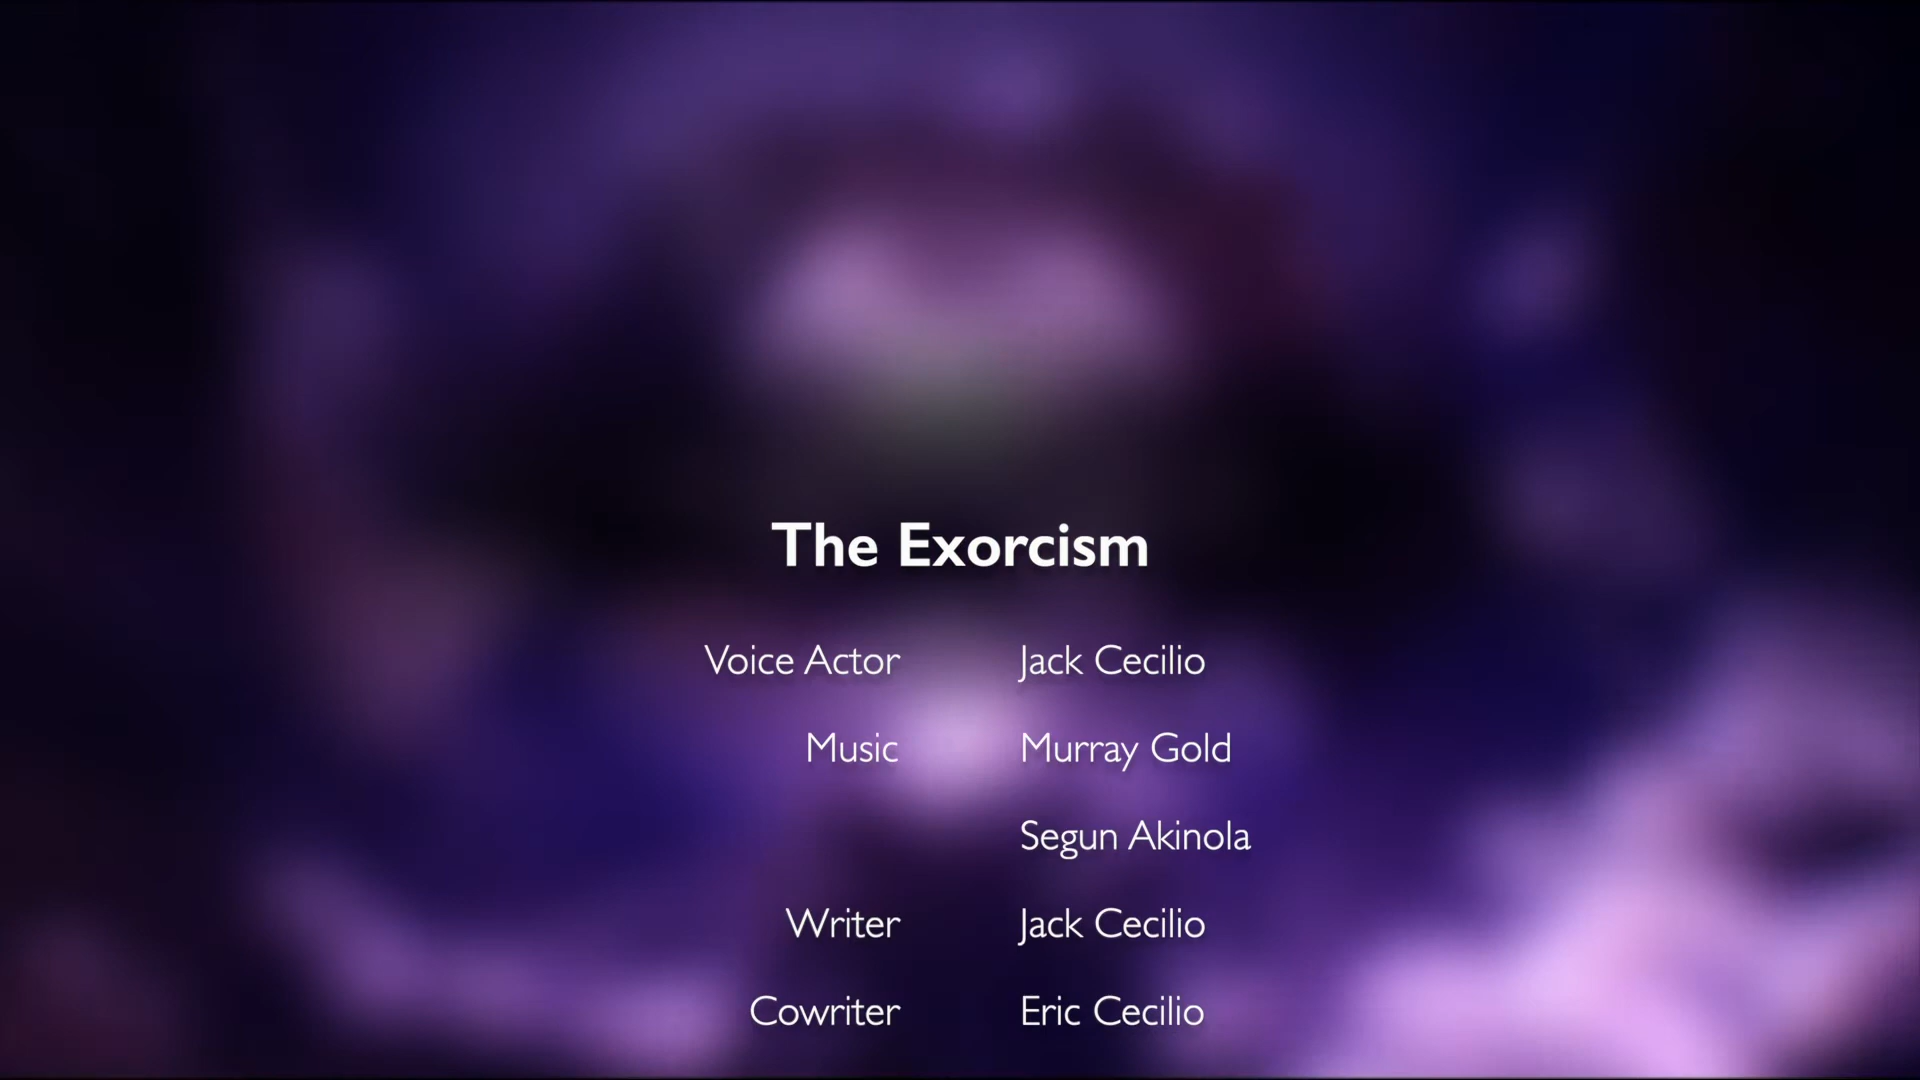 The Exorcism
Voice Actor Jack Cecilio
Music Murray Gold
Segun Akinola
Writer Jack Cecilio
Cowriter Eric Cecilio